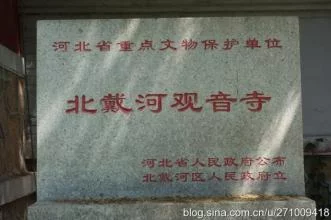 河北省重点文物保护单位
北戴河观音寺
河北省人民政府公布
北戴河区人民政府立
blog.sina.com.cn/u/271009418